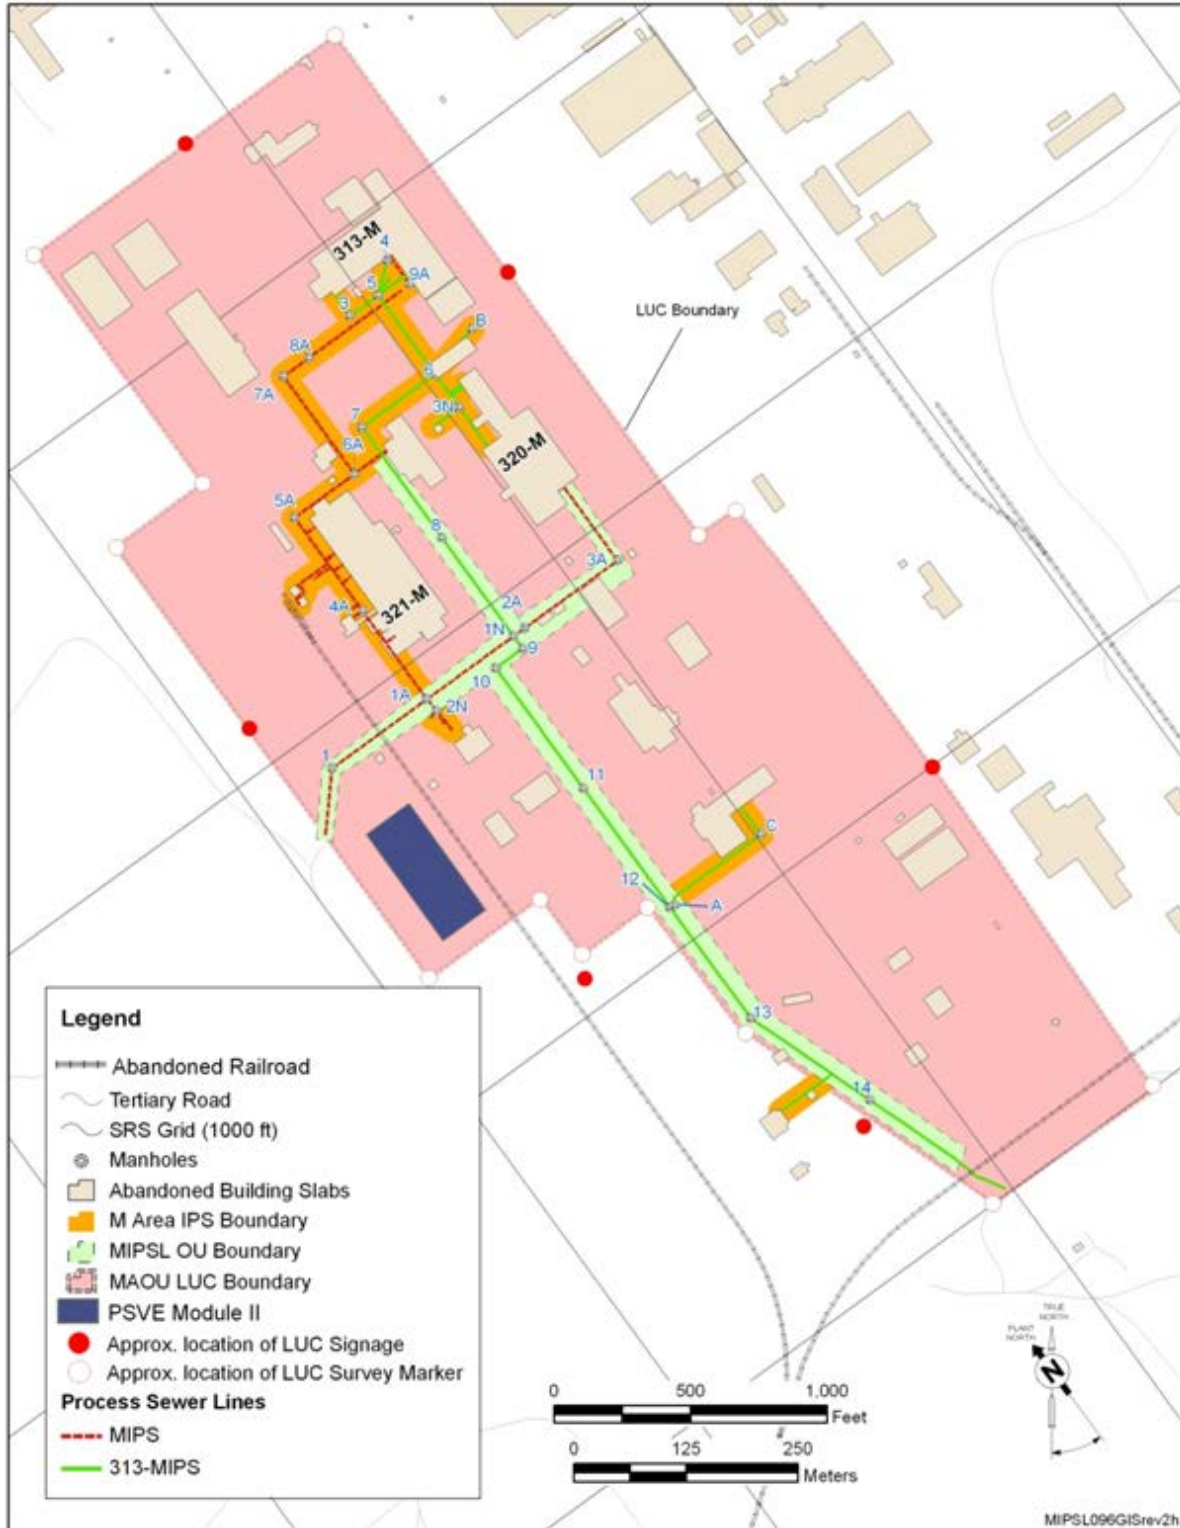 313-M
4
9A
5
3
B
LUC Boundary
8A
7A
6
3N
7
6A
320-M
5A
8
3A
2A
4A
321-M
1N
9
10
1A
2N
1
11
C
12
A
13
14
Legend
Abandoned Railroad
Tertiary Road
SRS Grid (1000 ft)
Manholes
Abandoned Building Slabs
M Area IPS Boundary
MIPSL OU Boundary
MAOU LUC Boundary
PSVE Module II
Approx. location of LUC Signage
Approx. location of LUC Survey Marker
Process Sewer Lines
MIPS
313-MIPS
TRUE
NORTH
PLANT
NORTH
N
0 500 1,000
Feet
0 125 250
Meters
MIPSL096GISrev2h